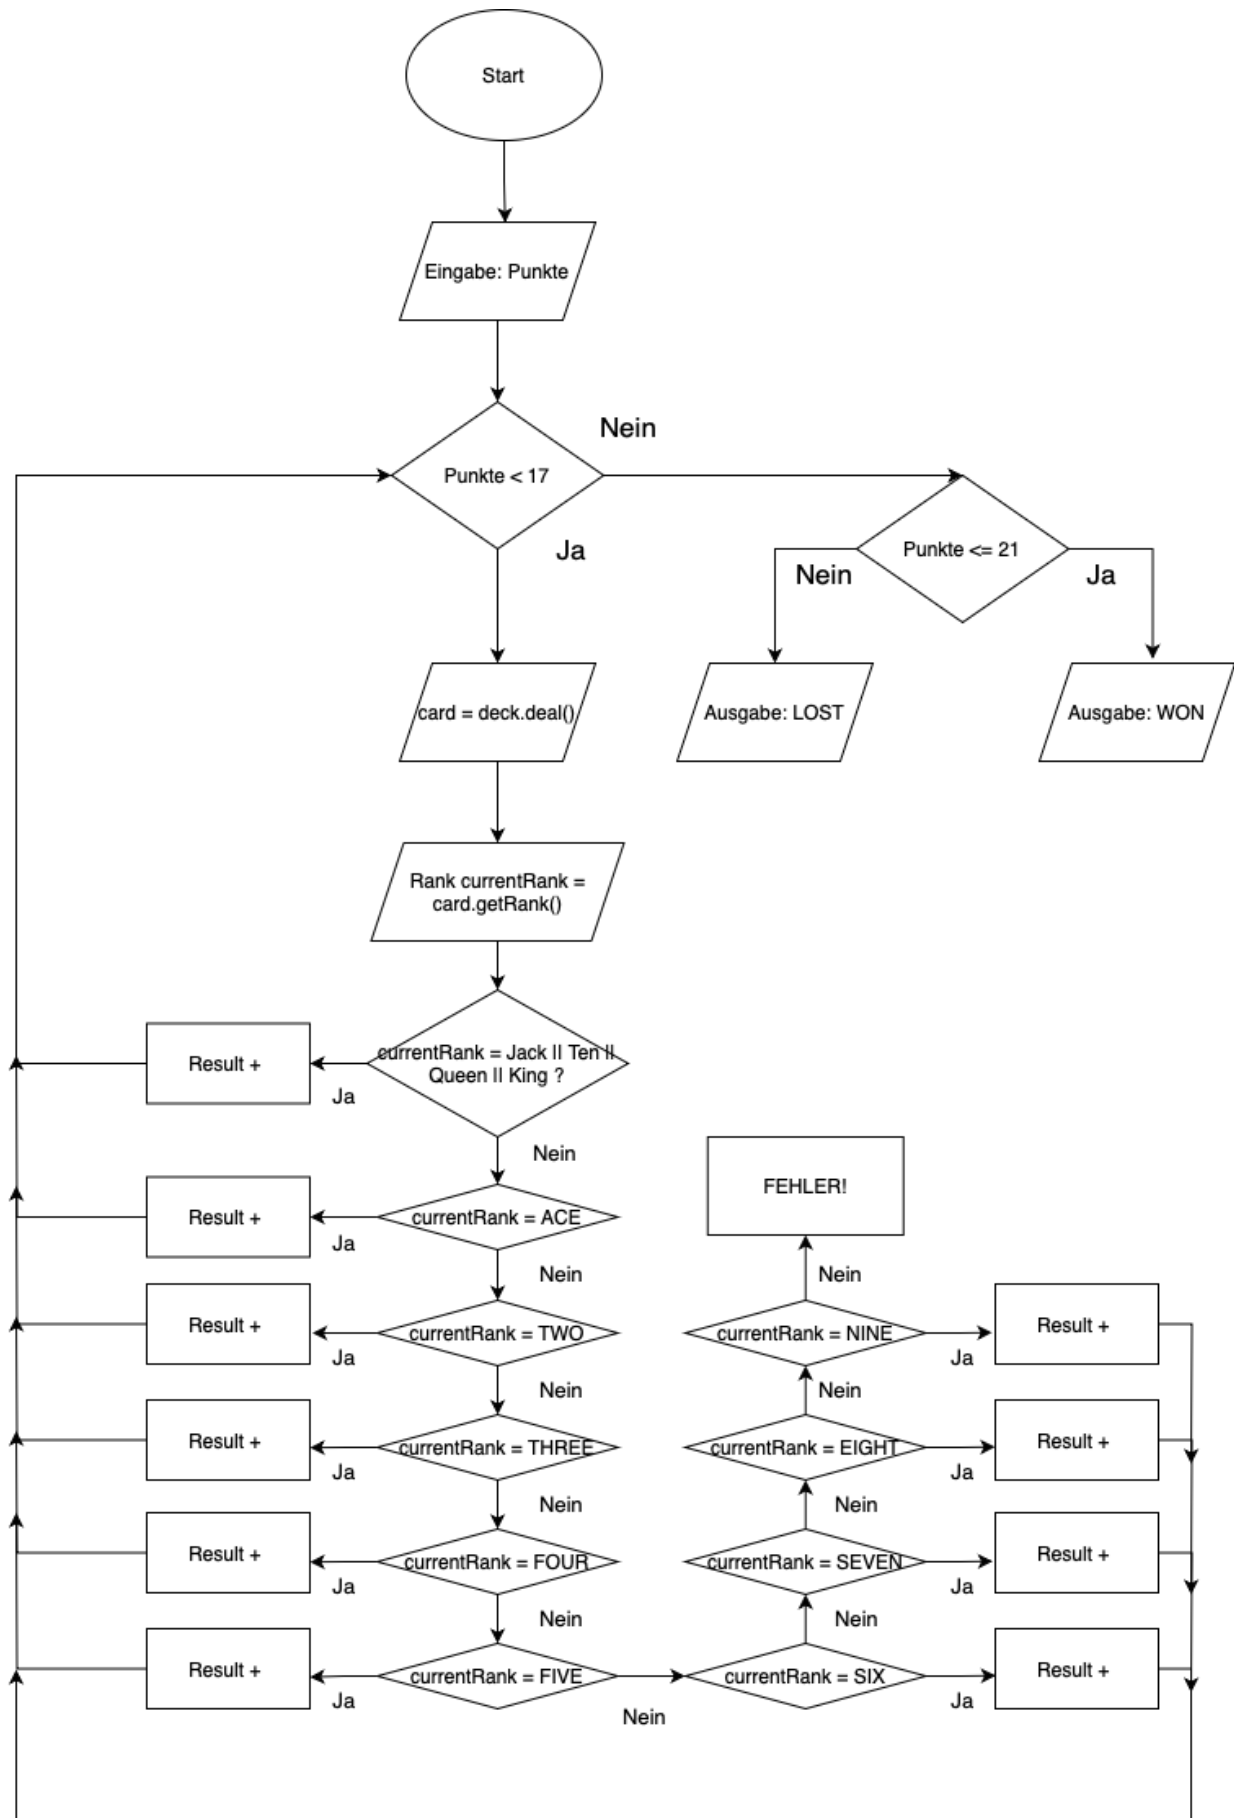 Start
Eingabe: Punkte
Nein
Punkte < 17
Ja
Punkte <= 21
Nein
Ja
card = deck.deal()
Ausgabe: LOST
Ausgabe: WON
Rank currentRank =
card.getRank()
currentRank = Jack || Ten ||
Queen || King ?
Result +
Ja
Nein
FEHLER!
currentRank = ACE
Result +
Ja
Nein
Nein
currentRank = TWO
Result +
Ja
currentRank = NINE
Result +
Ja
Nein
Nein
currentRank = THREE
Result +
Ja
currentRank = EIGHT
Result +
Ja
Nein
Nein
currentRank = FOUR
Result +
Ja
currentRank = SEVEN
Result +
Ja
Nein
Nein
currentRank = FIVE
Result +
Ja
currentRank = SIX
Result +
Ja
Nein